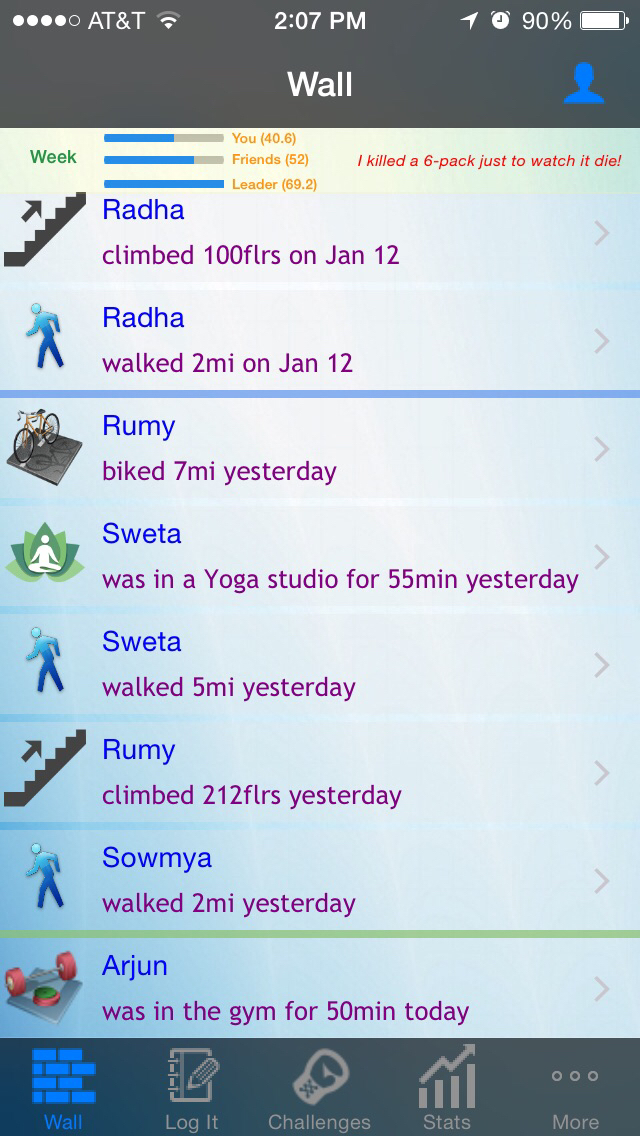 AT&T 2:07 PM 90%
Wall
Week
You (40.6)
Friends (52)
Leader (69.2)
I killed a 6-pack just to watch it die!
Radha
climbed 100flrs on Jan 12
Radha
walked 2mi on Jan 12
Rumy
biked 7mi yesterday
Sweta
was in a Yoga studio for 55min yesterday
Sweta
walked 5mi yesterday
Rumy
climbed 212flrs yesterday
Sowmya
walked 2mi yesterday
Arjun
was in the gym for 50min today
Wall Log It Challenges Stats More